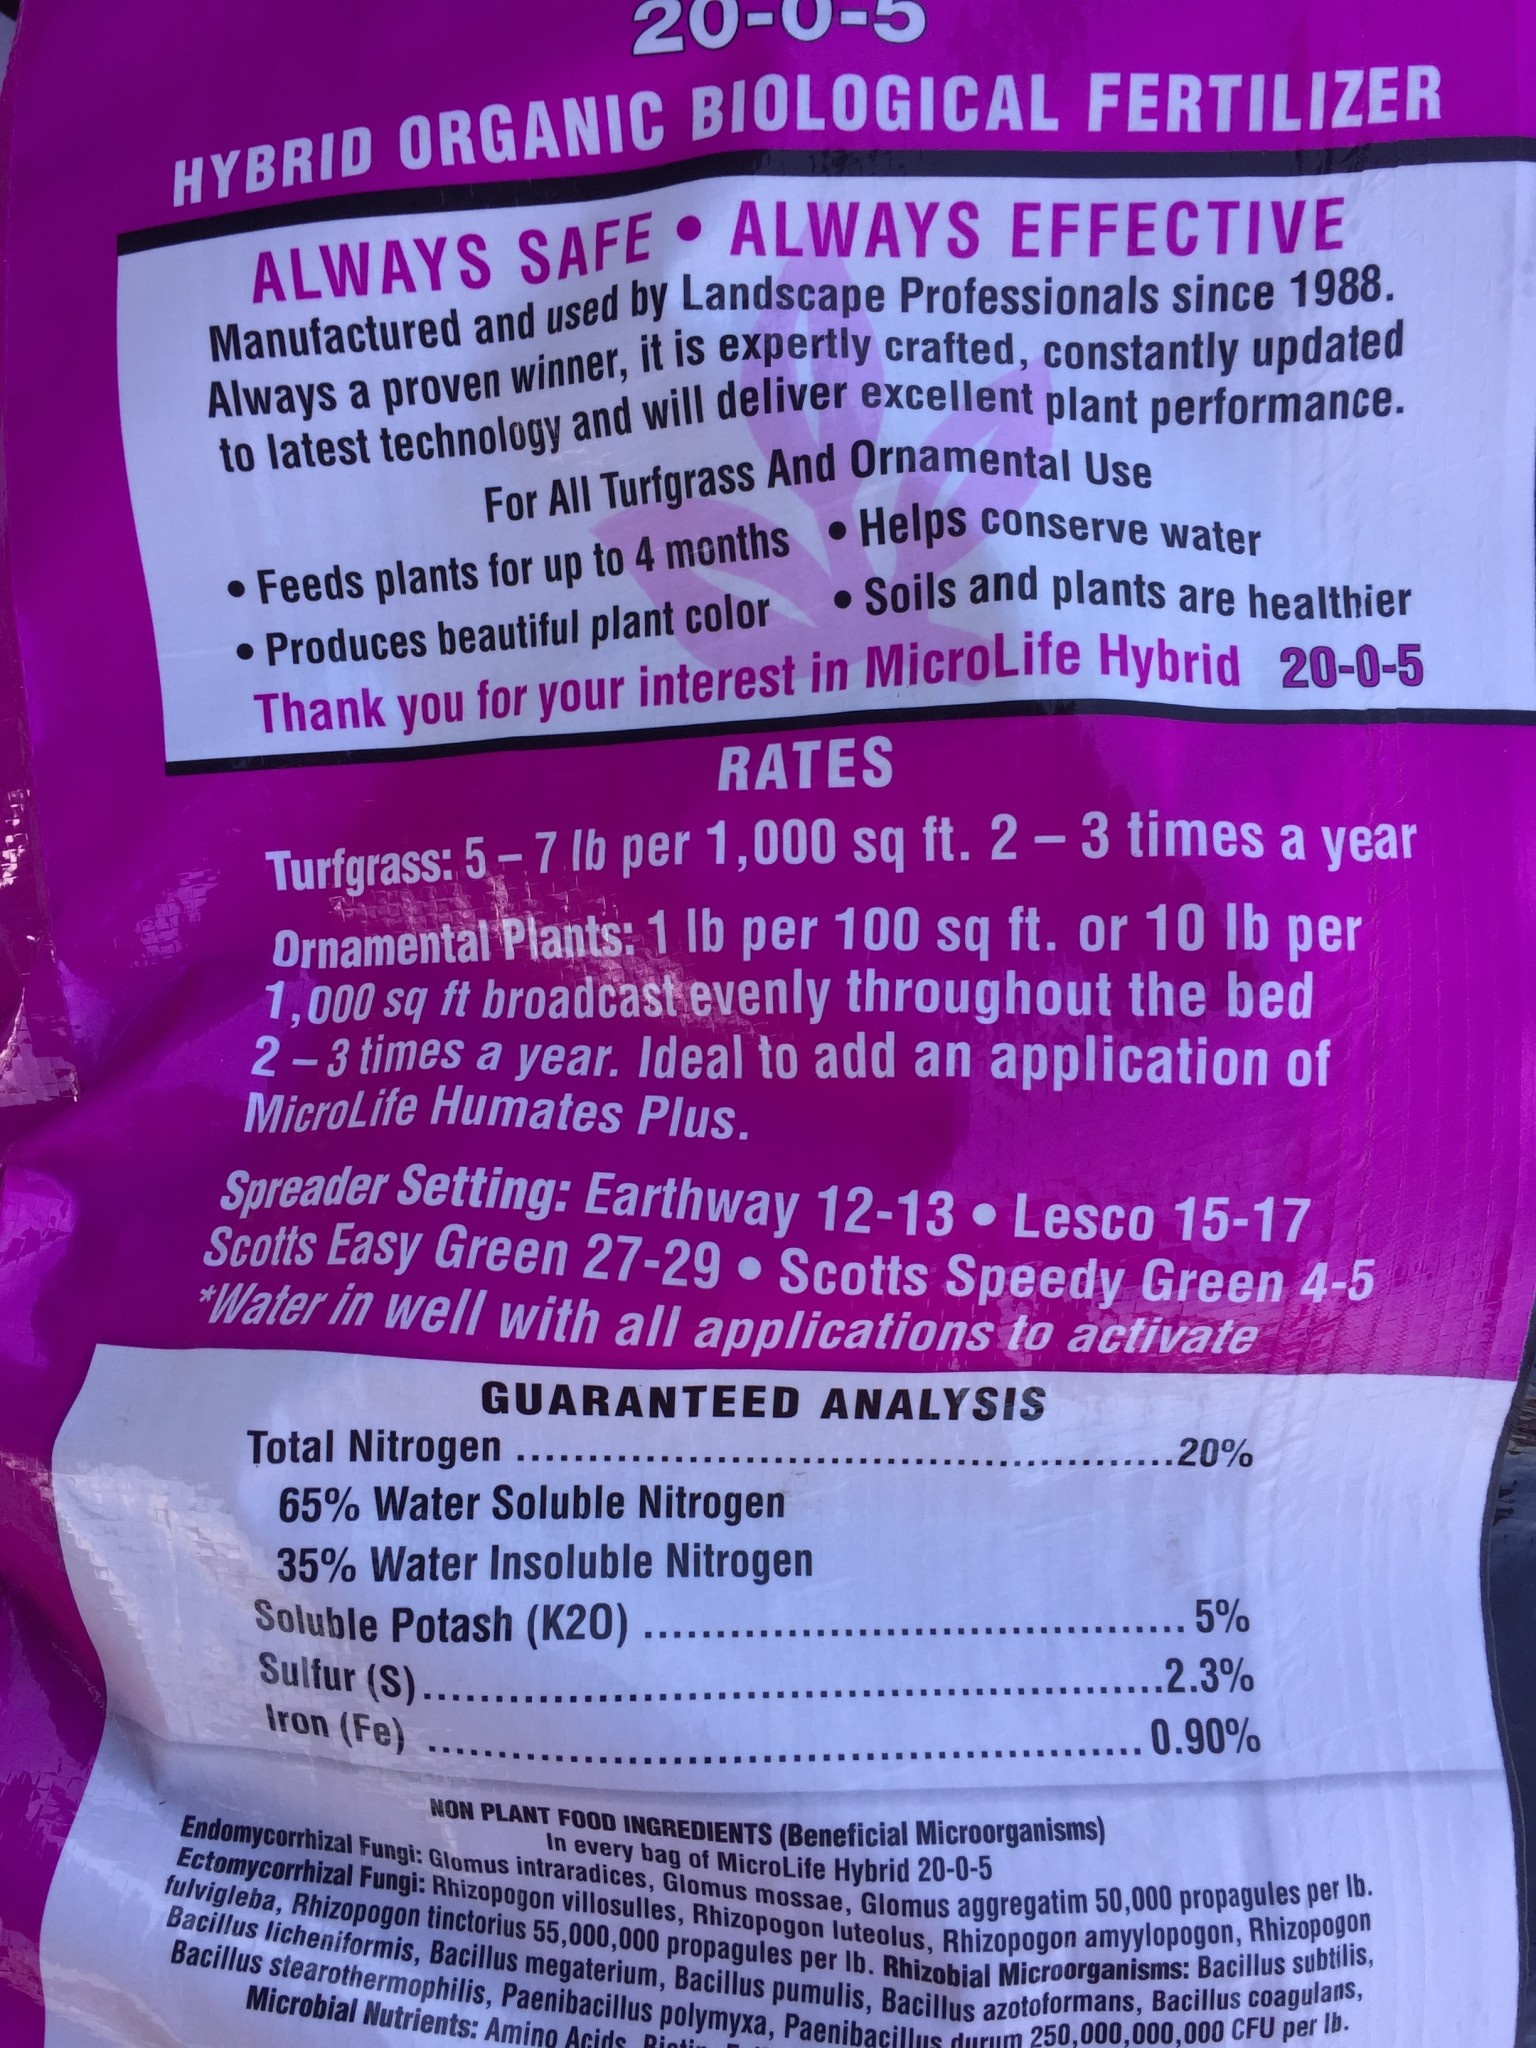 20-0-5
HYBRID ORGANIC BIOLOGICAL FERTILIZER
ALWAYS SAFE • ALWAYS EFFECTIVE
Manufactured and used by Landscape Professionals since 1988.
Always a proven winner, it is expertly crafted, constantly updated
to latest technology and will deliver excellent plant performance.
For All Turfgrass And Ornamental Use
• Feeds plants for up to 4 months • Helps conserve water
• Produces beautiful plant color • Soils and plants are healthier
Thank you for your interest in MicroLife Hybrid 20-0-5
RATES
Turfgrass: 5 – 7 lb per 1,000 sq ft. 2 – 3 times a year
Ornamental Plants: 1 lb per 100 sq ft. or 10 lb per
1,000 sq ft broadcast evenly throughout the bed
2 – 3 times a year. Ideal to add an application of
MicroLife Humates Plus.
Spreader Setting: Earthway 12-13 • Lesco 15-17
Scotts Easy Green 27-29 • Scotts Speedy Green 4-5
*Water in well with all applications to activate
GUARANTEED ANALYSIS
Total Nitrogen ..............................................20%
65% Water Soluble Nitrogen
35% Water Insoluble Nitrogen
Soluble Potash (K2O) ...................................... 5%
Sulfur (S)....................................................2.3%
Iron (Fe) .................................................. 0.90%
NON PLANT FOOD INGREDIENTS (Beneficial Microorganisms)
In every bag of MicroLife Hybrid 20-0-5
Endomycorrhizal Fungi: Glomus intraradices, Glomus mossae, Glomus aggregatim 50,000 propagules per lb.
Ectomycorrhizal Fungi: Rhizopogon villosulles, Rhizopogon luteolus, Rhizopogon amyylopogon, Rhizopogon
fulvigleba, Rhizopogon tinctorius 55,000,000 propagules per lb. Rhizobial Microorganisms: Bacillus subtilis,
Bacillus licheniformis, Bacillus megaterium, Bacillus pumulis, Bacillus azotoformans, Bacillus coagulans,
Bacillus stearothermophilis, Paenibacillus polymyxa, Paenibacillus durum 250,000,000,000 CFU per lb.
Microbial Nutrients: Amino Acids,